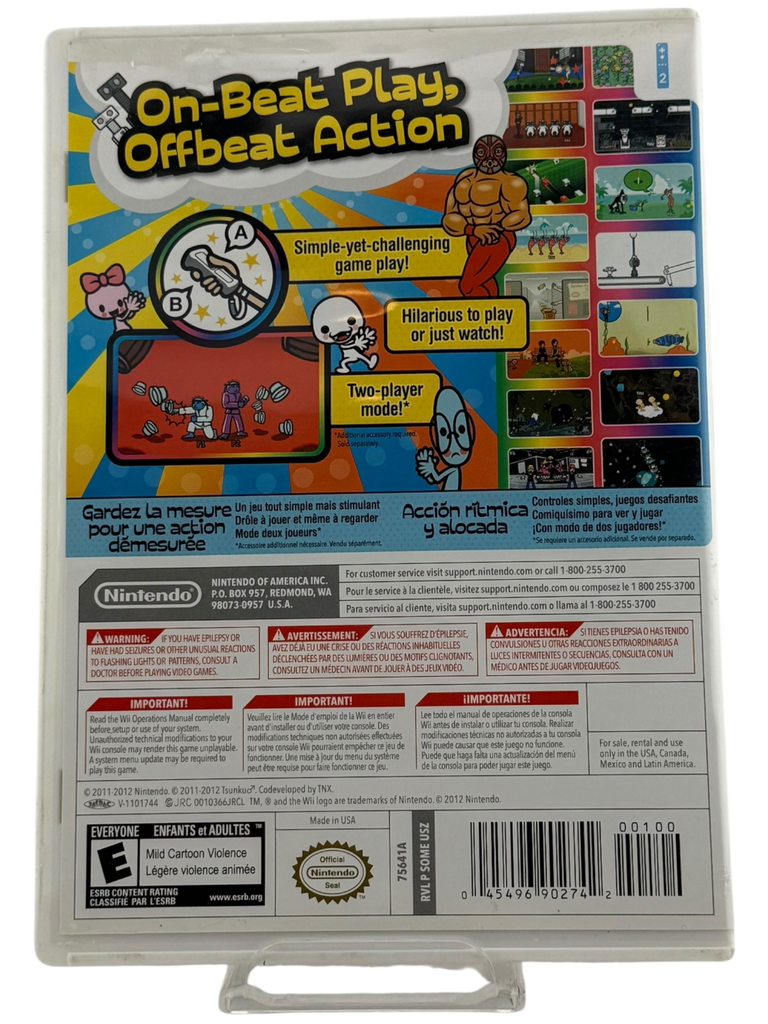 2
On-Beat Play,
Offbeat Action
A
B
Simple-yet-challenging
game play!
Hilarious to play
or just watch!
Two-player
mode!*
*Additional accessory required.
Sold separately.
P1 P2
Gardez la mesure
pour une action
démesurée
Un jeu tout simple mais stimulant
Drôle à jouer et même à regarder
Mode deux joueurs*
*Accessoire additionnel nécessaire. Vendu séparément.
Acción rítmica
y alocada
Controles simples, juegos desafiantes
Comiquísimo para ver y jugar
¡Con modo de dos jugadores!*
*Se requiere un accesorio adicional. Se vende por separado.
Nintendo
NINTENDO OF AMERICA INC.
P.O. BOX 957, REDMOND, WA
98073-0957 U.S.A.
For customer service visit support.nintendo.com or call 1-800-255-3700
Pour le service à la clientèle, visitez support.nintendo.com ou composez le 1 800 255-3700
Para servicio al cliente, visita support.nintendo.com o llama al 1-800-255-3700
WARNING: IF YOU HAVE EPILEPSY OR
HAVE HAD SEIZURES OR OTHER UNUSUAL REACTIONS
TO FLASHING LIGHTS OR PATTERNS, CONSULT A
DOCTOR BEFORE PLAYING VIDEO GAMES.
AVERTISSEMENT: SI VOUS SOUFFREZ D'ÉPILEPSIE,
AVEZ DÉJÀ EU UNE CRISE OU DES RÉACTIONS INHABITUELLES
DÉCLENCHÉES PAR DES LUMIÈRES OU DES MOTIFS CLIGNOTANTS,
CONSULTEZ UN MÉDECIN AVANT DE JOUER À DES JEUX VIDÉO.
ADVERTENCIA: SI TIENES EPILEPSIA O HAS TENIDO
CONVULSIONES U OTRAS REACCIONES EXTRAORDINARIAS A
LUCES INTERMITENTES O SECUENCIAS, CONSULTA CON UN
MÉDICO ANTES DE JUGAR VIDEOJUEGOS.
IMPORTANT!
Read the Wii Operations Manual completely
before setup or use of your system.
Unauthorized technical modifications to your
Wii console may render this game unplayable.
A system menu update may be required to
play this game.
IMPORTANT!
Veuillez lire le Mode d'emploi de la Wii en entier
avant d'installer ou d'utiliser votre console. Des
modifications techniques non autorisées effectuées
sur votre console Wii pourraient empêcher ce jeu de
fonctionner. Une mise à jour du menu du système
peut être requise pour faire fonctionner ce jeu.
¡IMPORTANTE!
Lee todo el manual de operaciones de la consola
Wii antes de instalar o utilizar tu consola. Realizar
modificaciones técnicas no autorizadas a tu consola
Wii puede causar que este juego no funcione.
Puede que haga falta una actualización del menú
de la consola para poder jugar este juego.
For sale, rental and use
only in the USA, Canada,
Mexico and Latin America.
© 2011-2012 Nintendo. © 2011-2012 Tsunku♂. Codeveloped by TNX.
V-1101744 JRC 0010366JRCL TM, ® and the Wii logo are trademarks of Nintendo. © 2012 Nintendo.
EVERYONE ENFANTS et ADULTES ™
E
Mild Cartoon Violence
Légère violence animée
ESRB CONTENT RATING
CLASSIFIÉ PAR L'ESRB
www.esrb.org
Made in USA
Official
Nintendo
Seal
™
75641A
RVL P SOME USZ
00100
0 45496 90274 2